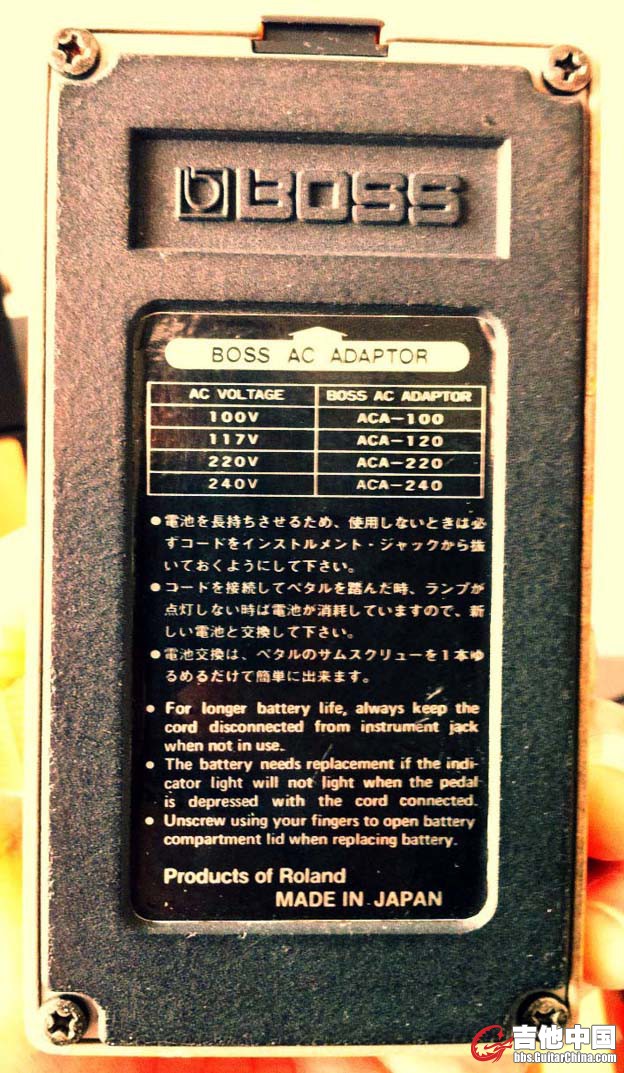 BOSS
BOSS AC ADAPTOR
AC VOLTAGE BOSS AC ADAPTOR
100V ACA-100
117V ACA-120
220V ACA-220
240V ACA-240
●電池を長持ちさせるため、使用しないときは必
ずコードをインストルメント・ジャックから抜
いておくようにして下さい。
●コードを接続してペタルを踏んだ時、ランプが
点灯しない時は電池が消耗していますので、新
しい電池と交換して下さい。
●電池交換は、ペタルのサムスクリューを1本ゆ
るめるだけで簡単に出来ます。
● For longer battery life, always keep the
cord disconnected from instrument jack
when not in use.
● The battery needs replacement if the indi-
cator light will not light when the pedal
is depressed with the cord connected.
● Unscrew using your fingers to open battery
compartment lid when replacing battery.
Products of Roland
MADE IN JAPAN
吉他中国
bbs.GuitarChina.com